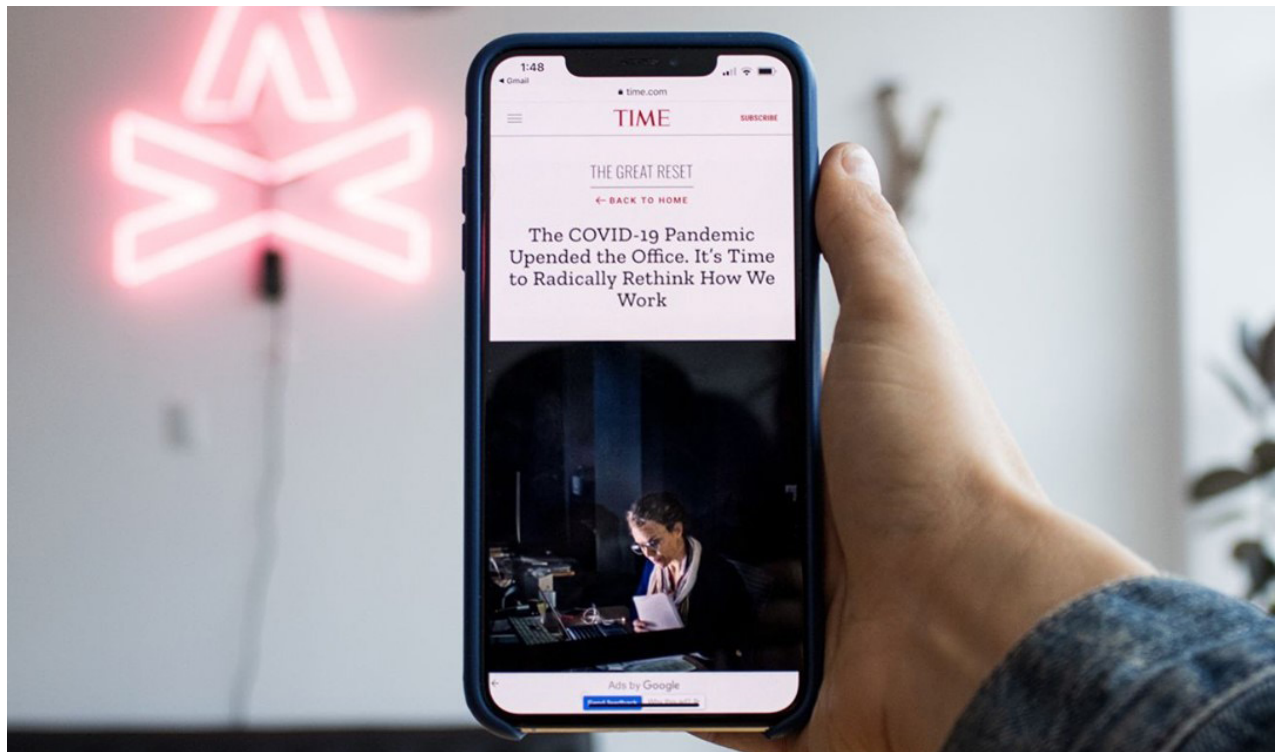 1:48
Gmail
time.com
TIME
SUBSCRIBE
THE GREAT RESET
← BACK TO HOME
The COVID-19 Pandemic
Upended the Office. It's Time
to Radically Rethink How We
Work
Ads by Google